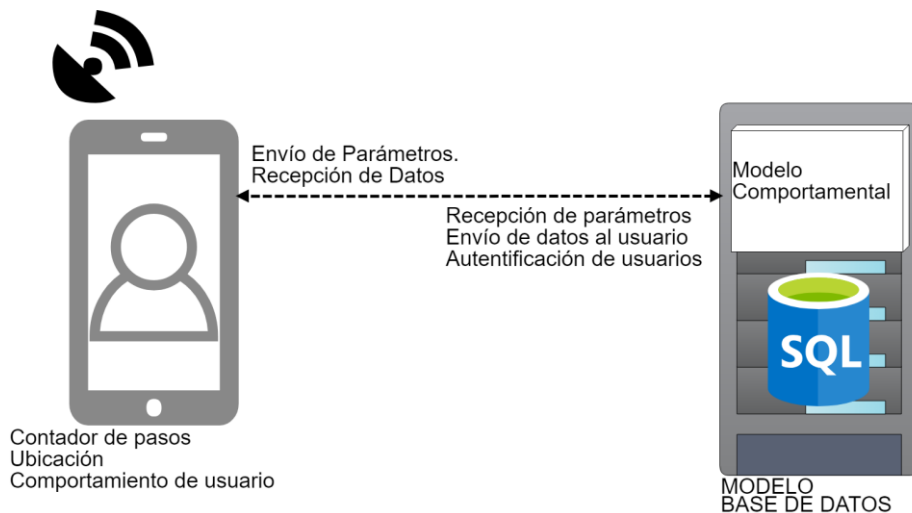 Envío de Parámetros.
Recepción de Datos
Recepción de parámetros
Envío de datos al usuario
Autentificación de usuarios
Modelo
Comportamental
SQL
Contador de pasos
Ubicación
Comportamiento de usuario
MODELO
BASE DE DATOS